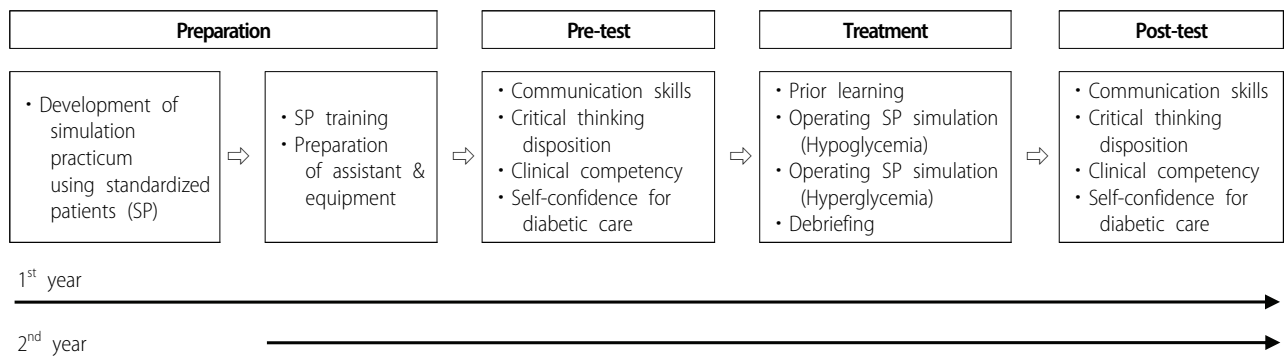 Preparation
Pre-test
Treatment
Post-test
・Development of
simulation
practicum
using standardized
patients (SP)
⇨
・SP training
・Preparation
of assistant &
equipment
⇨
・Communication skills
・Critical thinking
disposition
・Clinical competency
・Self-confidence for
diabetic care
⇨
・Prior learning
・Operating SP simulation
(Hypoglycemia)
・Operating SP simulation
(Hyperglycemia)
・Debriefing
⇨
・Communication skills
・Critical thinking
disposition
・Clinical competency
・Self-confidence for
diabetic care
1st year
2nd year